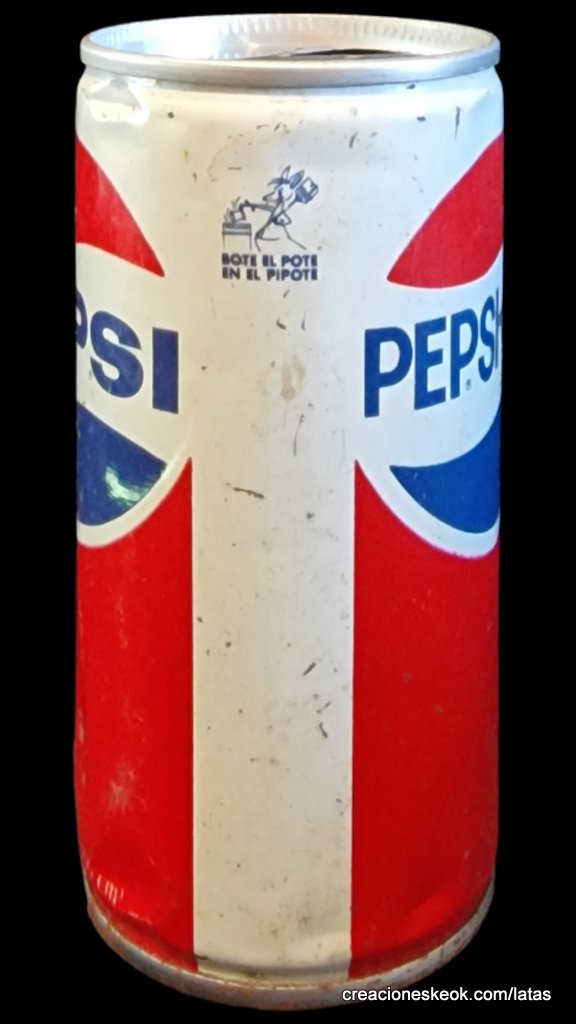 BOTE EL POTE
EN EL PIPOTE
PSI
PEPSI
creacioneskeok.com/latas